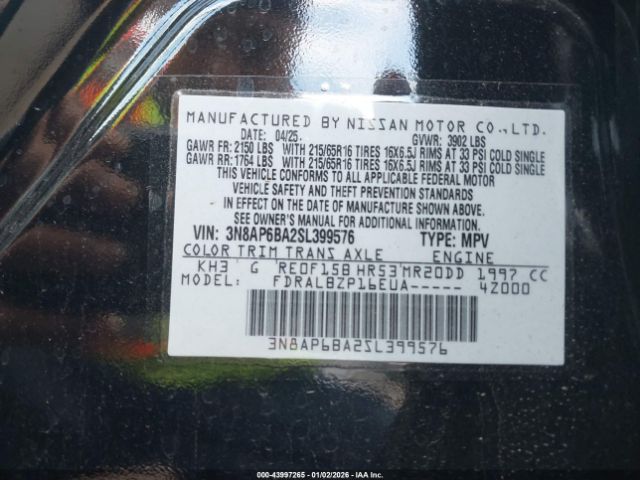 MANUFACTURED BY NISSAN MOTOR CO.,LTD.
DATE: 04/25. GVWR: 3902 LBS
GAWR FR: 2150 LBS WITH 215/65R16 TIRES 16X6.5J RIMS AT 33 PSI COLD SINGLE
GAWR RR: 1764 LBS WITH 215/65R16 TIRES 16X6.5J RIMS AT 33 PSI COLD SINGLE
THIS VEHICLE CONFORMS TO ALL APPLICABLE FEDERAL MOTOR
VEHICLE SAFETY AND THEFT PREVENTION STANDARDS
IN EFFECT ON THE DATE OF MANUFACTURE SHOWN ABOVE.
SEE OWNER'S MANUAL FOR ADDITIONAL INFORMATION.
VIN: 3N8AP6BA2SL399576 TYPE: MPV
COLOR TRIM TRANS AXLE ENGINE
KH3 G RE0F15B HR53 MR20DD 1997 CC
MODEL: FDRALBZP16EUA----- 4Z000
3N8AP6BA2SL399576
000-43997265 - 01/02/2026 - IAA Inc.